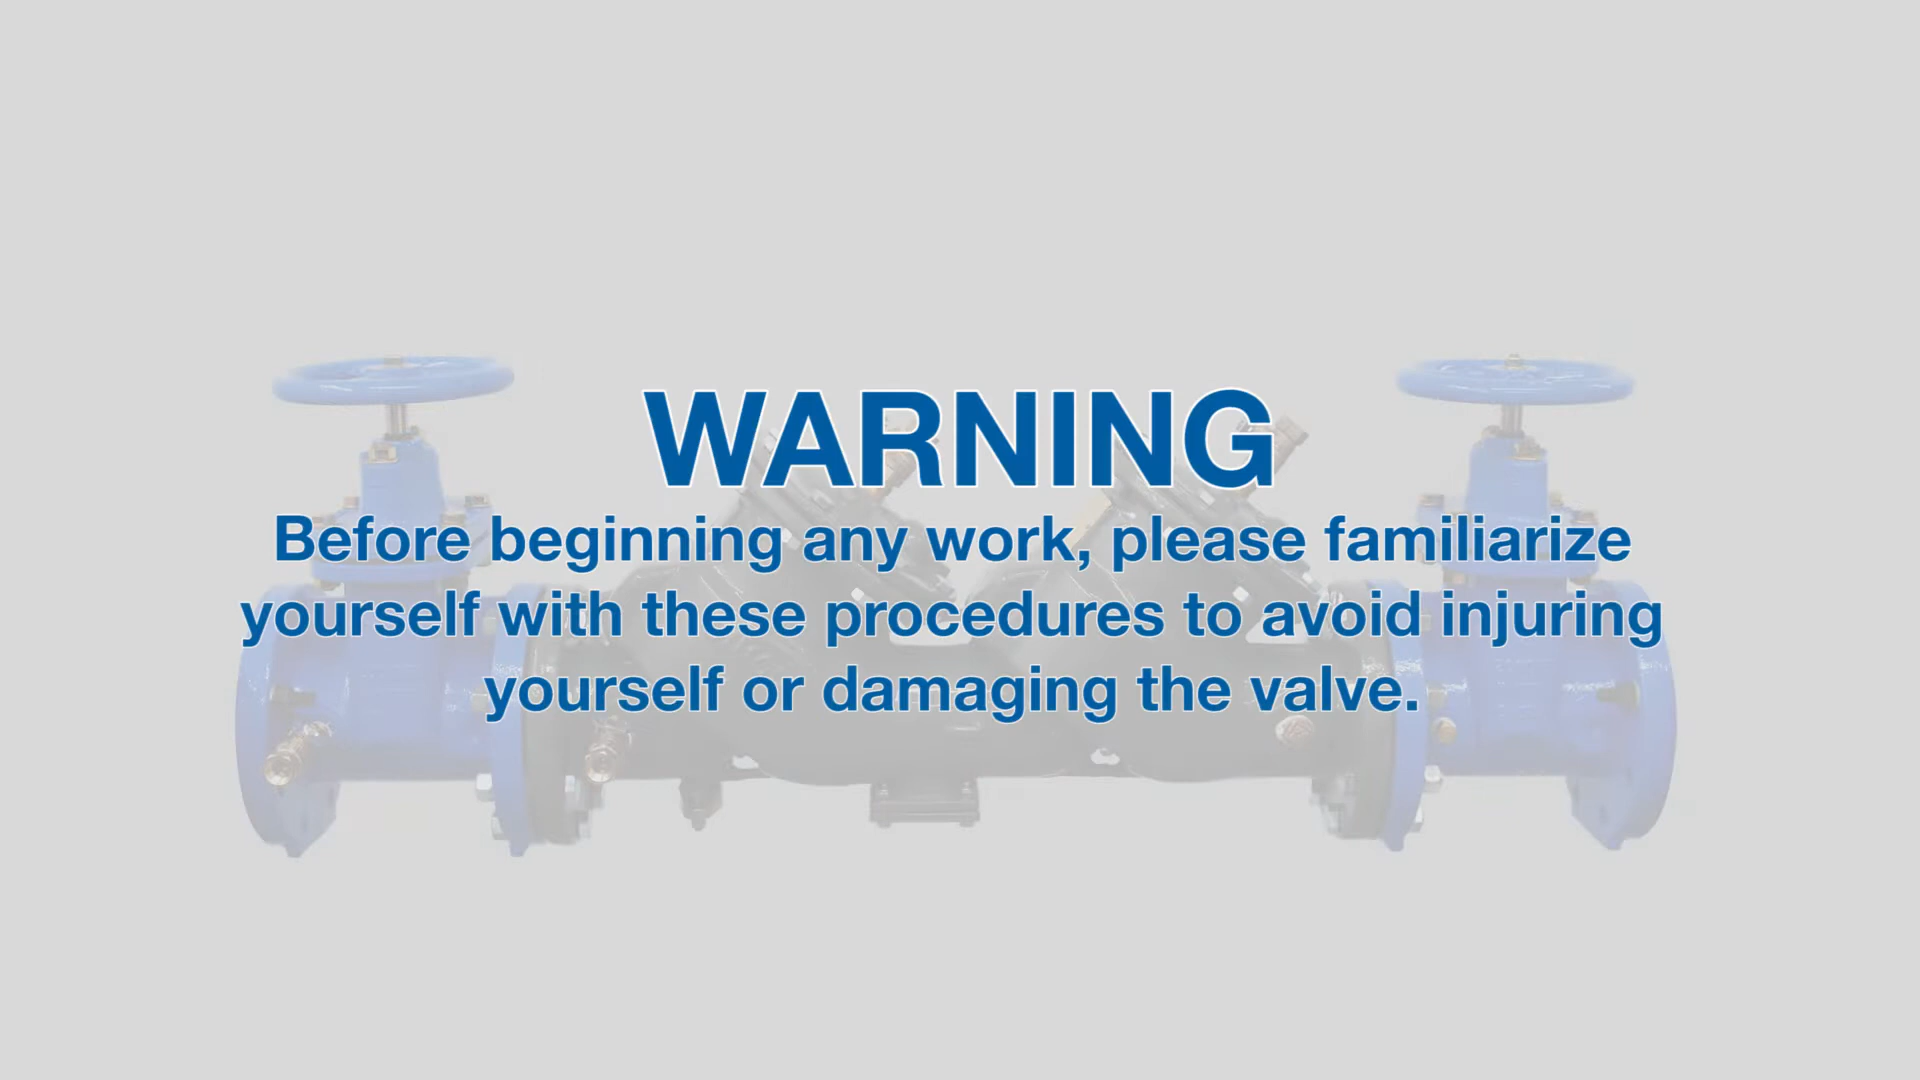 WARNING
Before beginning any work, please familiarize
yourself with these procedures to avoid injuring
yourself or damaging the valve.